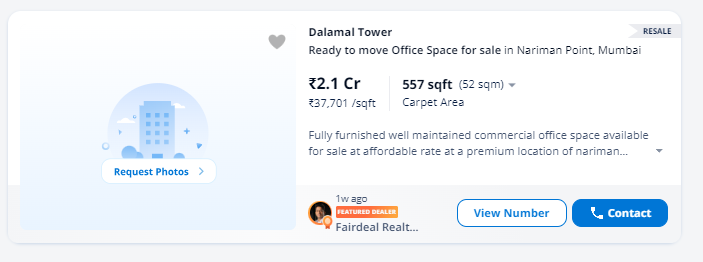 Dalamal Tower
RESALE
Ready to move Office Space for sale in Nariman Point, Mumbai
₹2.1 Cr
₹37,701 /sqft
557 sqft (52 sqm)
Carpet Area
Fully furnished well maintained commercial office space available
for sale at affordable rate at a premium location of nariman...
Request Photos
1w ago
FEATURED DEALER
Fairdeal Realt...
View Number
Contact